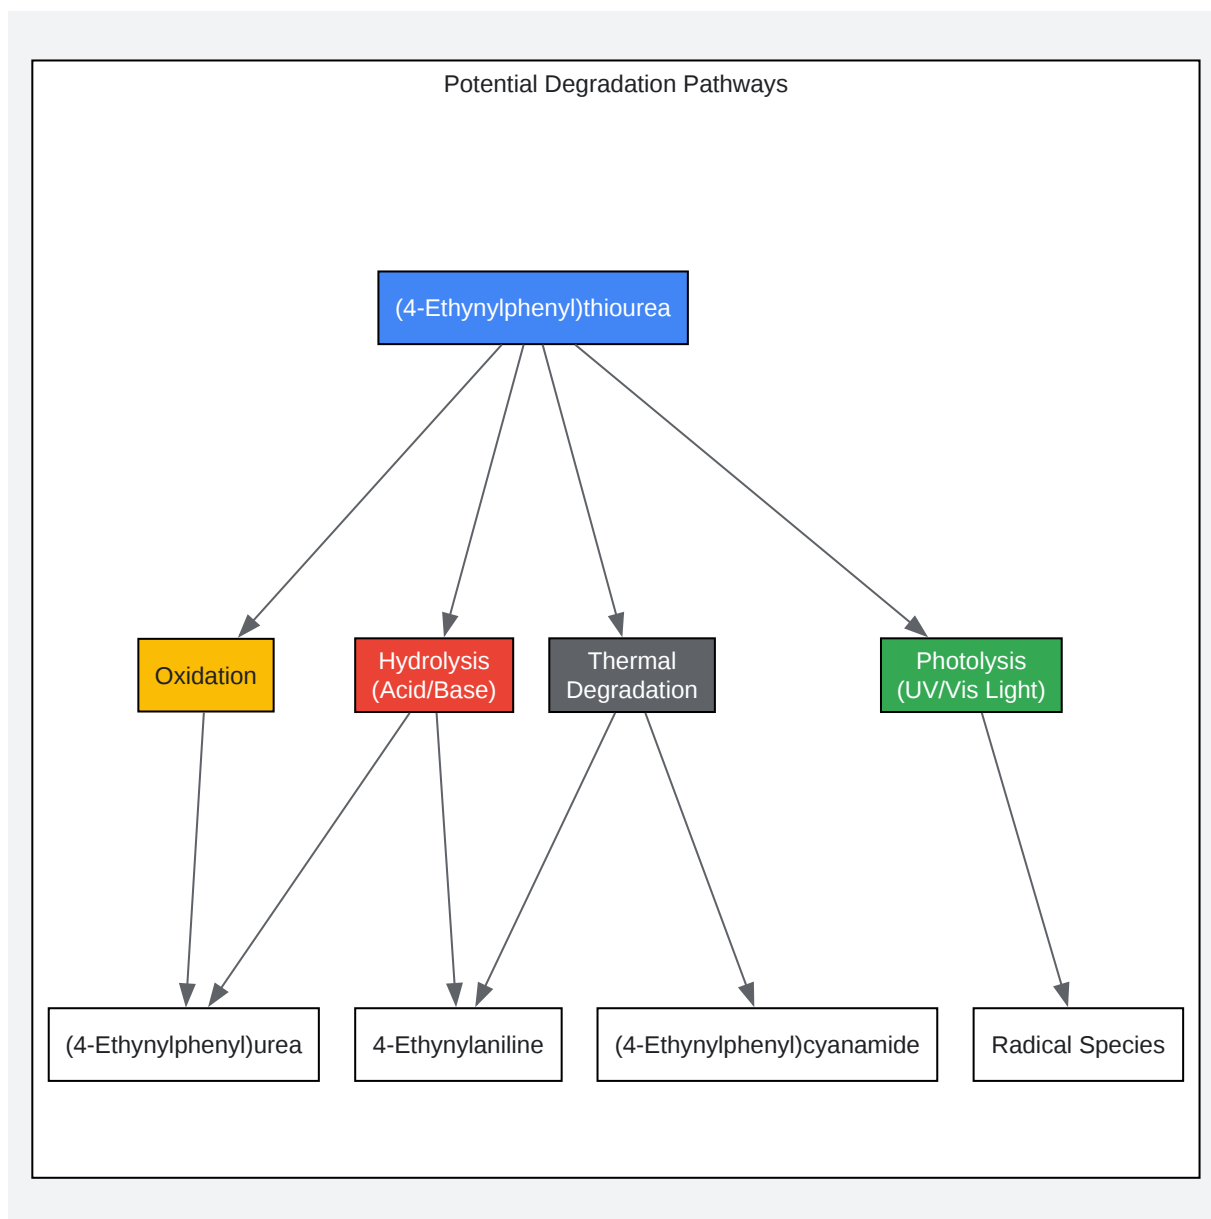 Potential Degradation Pathways
(4-Ethynylphenyl)thiourea
Oxidation
Hydrolysis
(Acid/Base)
Thermal
Degradation
Photolysis
(UV/Vis Light)
(4-Ethynylphenyl)urea
4-Ethynylaniline
(4-Ethynylphenyl)cyanamide
Radical Species